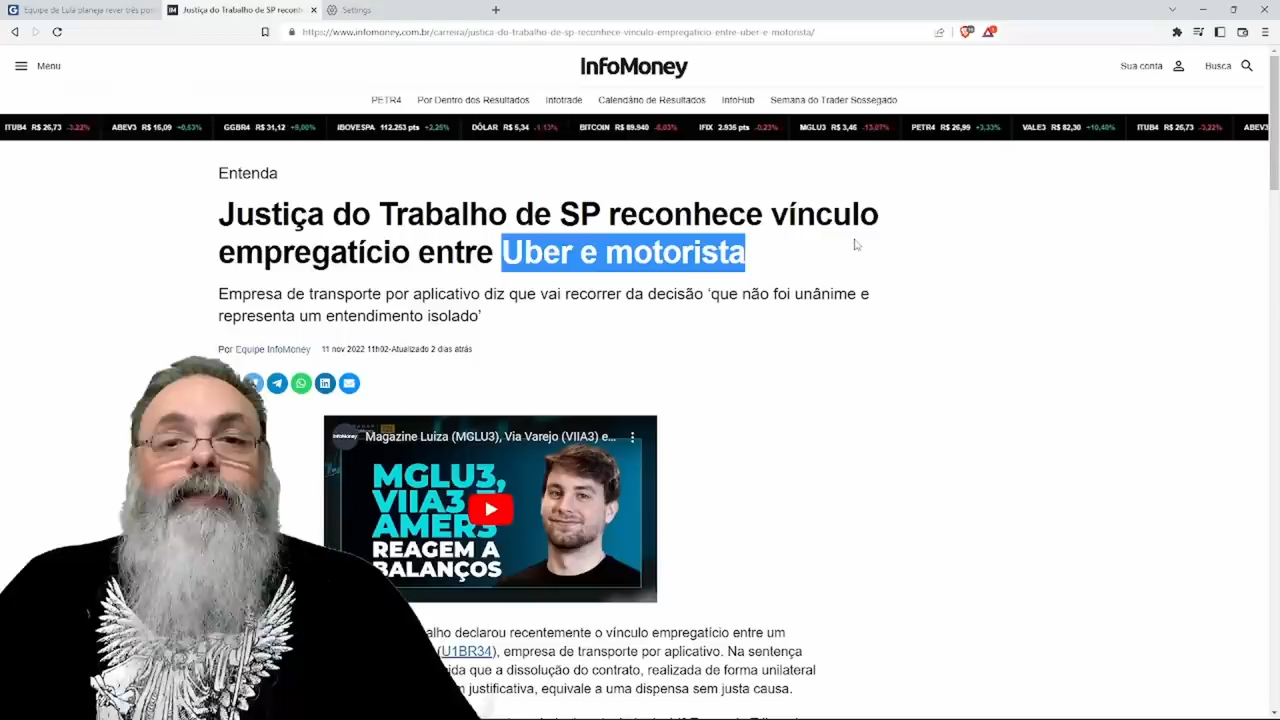 Equipe de Lula planeja rever três post
Justiça do Trabalho de SP reconh
Settings
https://www.infomoney.com.br/carreira/justica-do-trabalho-de-sp-reconhece-vinculo-empregaticio-entre-uber-e-motorista/
Menu
InfoMoney
Sua conta
Busca
PETR4 Por Dentro dos Resultados Infotrade Calendário de Resultados InfoHub Semana do Trader Sossegado
ITUB4 R$ 26,73 -3,22% ABEV3 R$ 16,09 +0,63% GGBR4 R$ 31,12 +9,00% IBOVESPA 112.253 pts +2,26% DÓLAR R$ 5,34 -1,13% BITCOIN R$ 89.940 -5,03% IFIX 2.935 pts -0,23% MGLU3 R$ 3,46 -13,07% PETR4 R$ 26,99 +3,33% VALE3 R$ 82,30 +10,40% ITUB4 R$ 26,73 -3,22% ABEV3
Entenda
Justiça do Trabalho de SP reconhece vínculo
empregatício entre Uber e motorista
Empresa de transporte por aplicativo diz que vai recorrer da decisão ‘que não foi unânime e
representa um entendimento isolado’
Por Equipe InfoMoney 11 nov 2022 11h02-Atualizado 2 dias atrás
InfoMoney
Magazine Luiza (MGLU3), Via Varejo (VIIA3) e...
MGLU3,
VIIA3 E
AMER3
REAGEM A
BALANÇOS
alho declarou recentemente o vínculo empregatício entre um
(U1BR34), empresa de transporte por aplicativo. Na sentença
ida que a dissolução do contrato, realizada de forma unilateral
justificativa, equivale a uma dispensa sem justa causa.